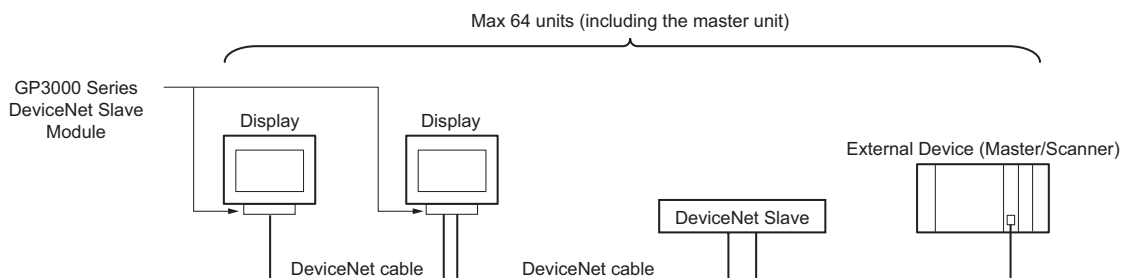 Max 64 units (including the master unit)
GP3000 Series
DeviceNet Slave
Module
Display
Display
External Device (Master/Scanner)
DeviceNet Slave
DeviceNet cable
DeviceNet cable